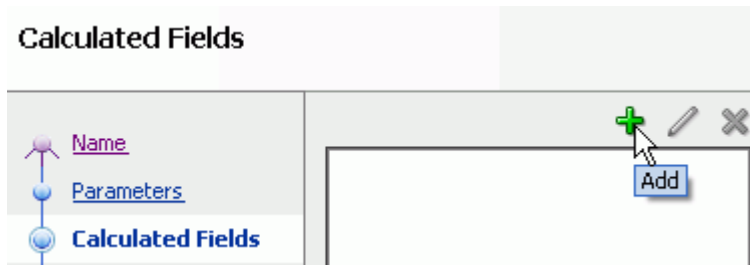 Calculated Fields
Name
Parameters
Add
Calculated Fields